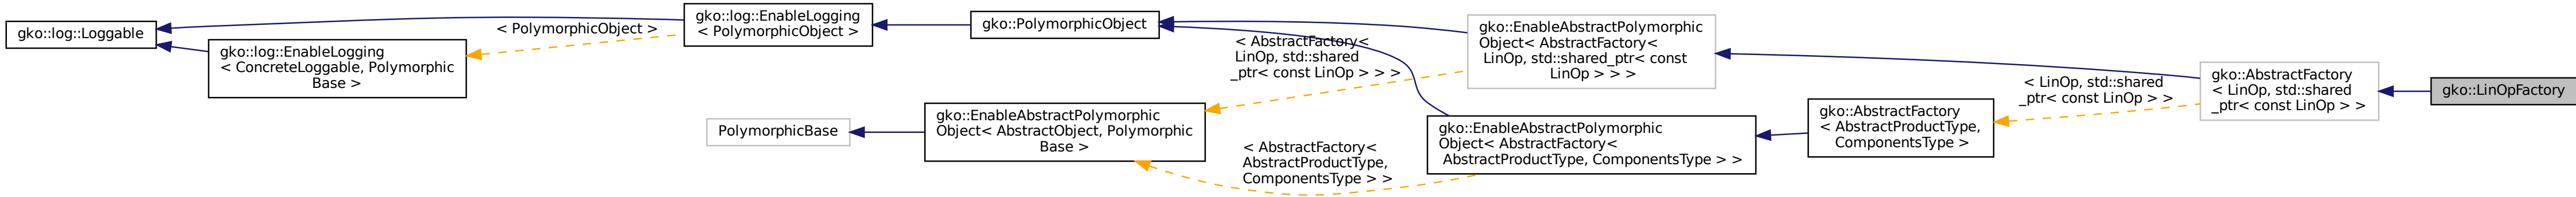 gko::log::Loggable
gko::log::EnableLogging
< ConcreteLoggable, Polymorphic
Base >
< PolymorphicObject >
gko::log::EnableLogging
< PolymorphicObject >
gko::PolymorphicObject
PolymorphicBase
gko::EnableAbstractPolymorphic
Object< AbstractObject, Polymorphic
Base >
< AbstractFactory<
LinOp, std::shared
_ptr< const LinOp > > >
< AbstractFactory<
AbstractProductType,
ComponentsType > >
gko::EnableAbstractPolymorphic
Object< AbstractFactory<
LinOp, std::shared_ptr< const
LinOp > > >
gko::EnableAbstractPolymorphic
Object< AbstractFactory<
AbstractProductType, ComponentsType > >
gko::AbstractFactory
< AbstractProductType,
ComponentsType >
< LinOp, std::shared
_ptr< const LinOp > >
gko::AbstractFactory
< LinOp, std::shared
_ptr< const LinOp > >
gko::LinOpFactory